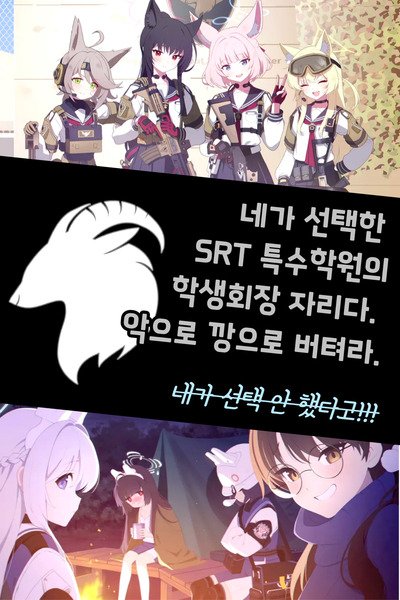 네가 선택한
SRT 특수학원의
학생회장 자리다.
악으로 깡으로 버텨라.
내가 선택 안 했다고!!!